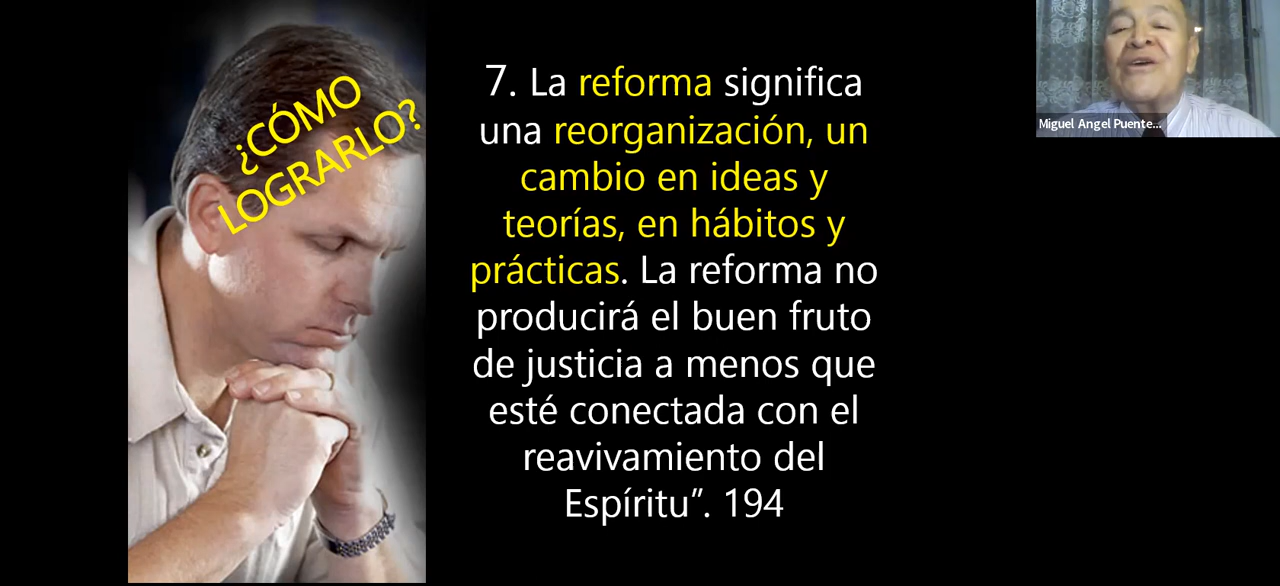 ¿CÓMO
LOGRARLO?
7. La reforma significa
una reorganización, un
cambio en ideas y
teorías, en hábitos y
prácticas. La reforma no
producirá el buen fruto
de justicia a menos que
esté conectada con el
reavivamiento del
Espíritu”. 194
Miguel Angel Puente...